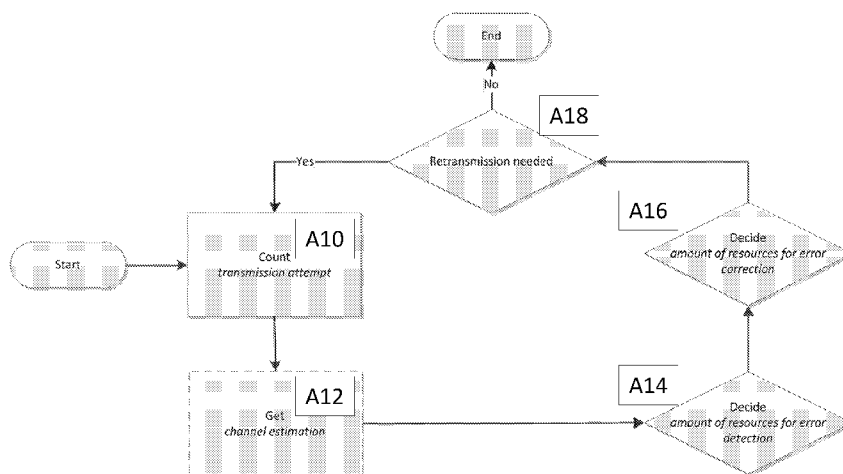 End
No
A18
Retransmission needed
Yes
A16
A10
Decide
amount of resources for error
correction
Count
transmission attempt
Start
A14
A12
Decide
amount of resources for error
detection
Get
channel estimation